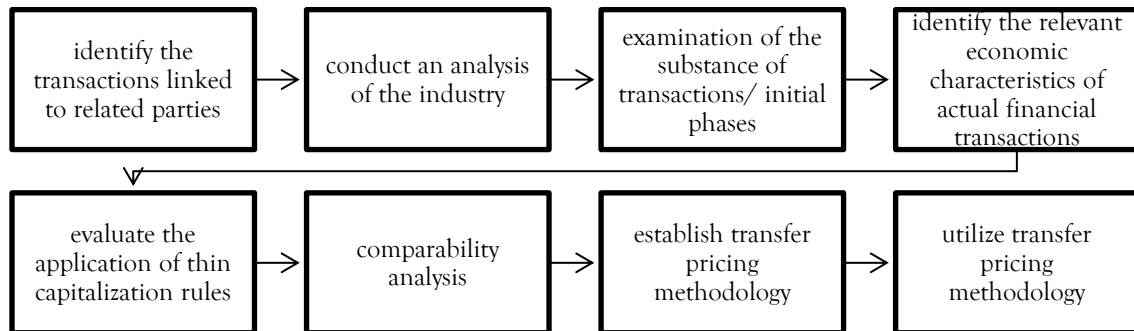 identify the
transactions linked
to related parties
conduct an analysis
of the industry
examination of the
substance of
transactions/ initial
phases
identify the relevant
economic
characteristics of
actual financial
transactions
evaluate the
application of thin
capitalization rules
comparability
analysis
establish transfer
pricing
methodology
utilize transfer
pricing
methodology